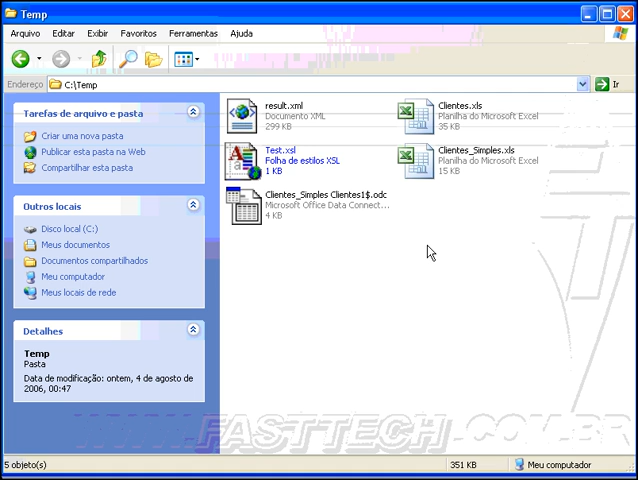 Temp
Arquivo Editar Exibir Favoritos Ferramentas Ajuda
Endereço C:\Temp Ir
Tarefas de arquivo e pasta
Criar uma nova pasta
Publicar esta pasta na Web
Compartilhar esta pasta
Outros locais
Disco local (C:)
Meus documentos
Documentos compartilhados
Meu computador
Meus locais de rede
Detalhes
Temp
Pasta
Data de modificação: ontem, 4 de agosto de
2006, 00:47
result.xml
Documento XML
299 KB
Clientes.xls
Planilha do Microsoft Excel
35 KB
Test.xsl
Folha de estilos XSL
1 KB
Clientes_Simples.xls
Planilha do Microsoft Excel
15 KB
Clientes_Simples Clientes1$.odc
Microsoft Office Data Connect...
4 KB
WWW.FASTTECH.COM.BR
5 objeto(s) 351 KB Meu computador